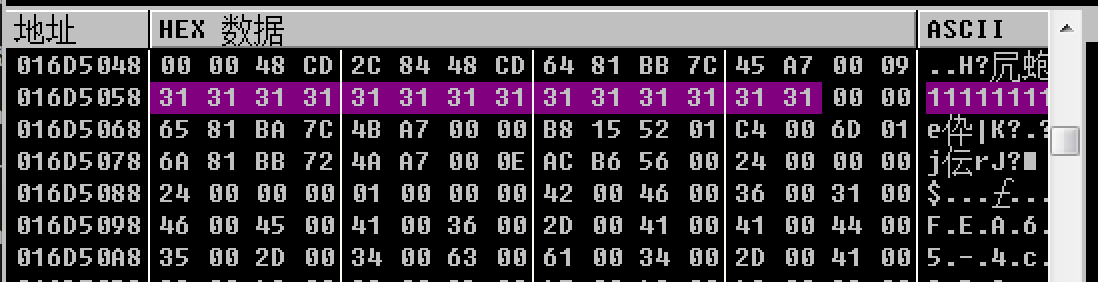 地址 HEX 数据 ASCII
016D5048 00 00 48 CD 2C 84 48 CD 64 81 BB 7C 45 A7 00 09 ..H?尻蛯
016D5058 31 31 31 31 31 31 31 31 31 31 31 31 31 31 00 00 11111111
016D5068 65 81 BA 7C 4B A7 00 00 B8 15 52 01 C4 00 6D 01 e伜|K?.?
016D5078 6A 81 BB 72 4A A7 00 0E AC B6 56 00 24 00 00 00 j伝rJ?
016D5088 24 00 00 00 01 00 00 00 42 00 46 00 36 00 31 00 $...£...
016D5098 46 00 45 00 41 00 36 00 2D 00 41 00 41 00 44 00 F.E.A.6.
016D50A8 35 00 2D 00 34 00 63 00 61 00 34 00 2D 00 41 00 5.-.4.c.